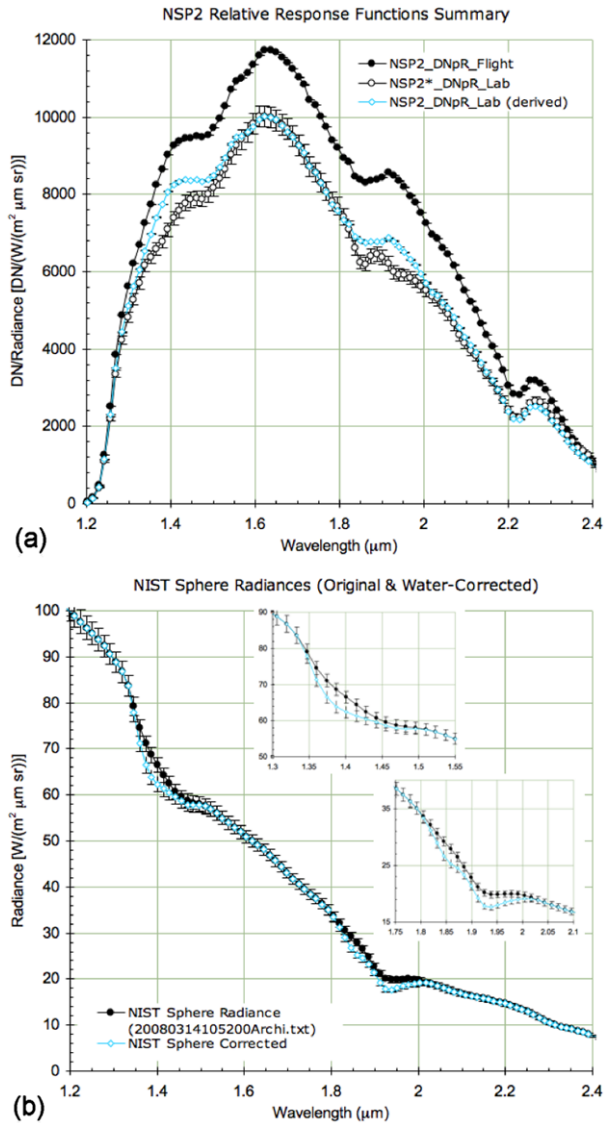 NSP2 Relative Response Functions Summary
12000
10000
8000
6000
4000
2000
0
DN/Radiance [DN/(W/(m² µm sr))]
NSP2_DNpR_Flight
NSP2*_DNpR_Lab
NSP2_DNpR_Lab (derived)
1.2 1.4 1.6 1.8 2 2.2 2.4
Wavelength (µm)
(a)
NIST Sphere Radiances (Original & Water-Corrected)
100
90
80
70
60
50
40
30
20
10
0
Radiance [W/(m² µm sr))]
90
80
70
60
50
1.3 1.35 1.4 1.45 1.5 1.55
35
25
15
1.75 1.8 1.85 1.9 1.95 2 2.05 2.1
NIST Sphere Radiance
(20080314105200Archi.txt)
NIST Sphere Corrected
1.2 1.4 1.6 1.8 2 2.2 2.4
Wavelength (µm)
(b)